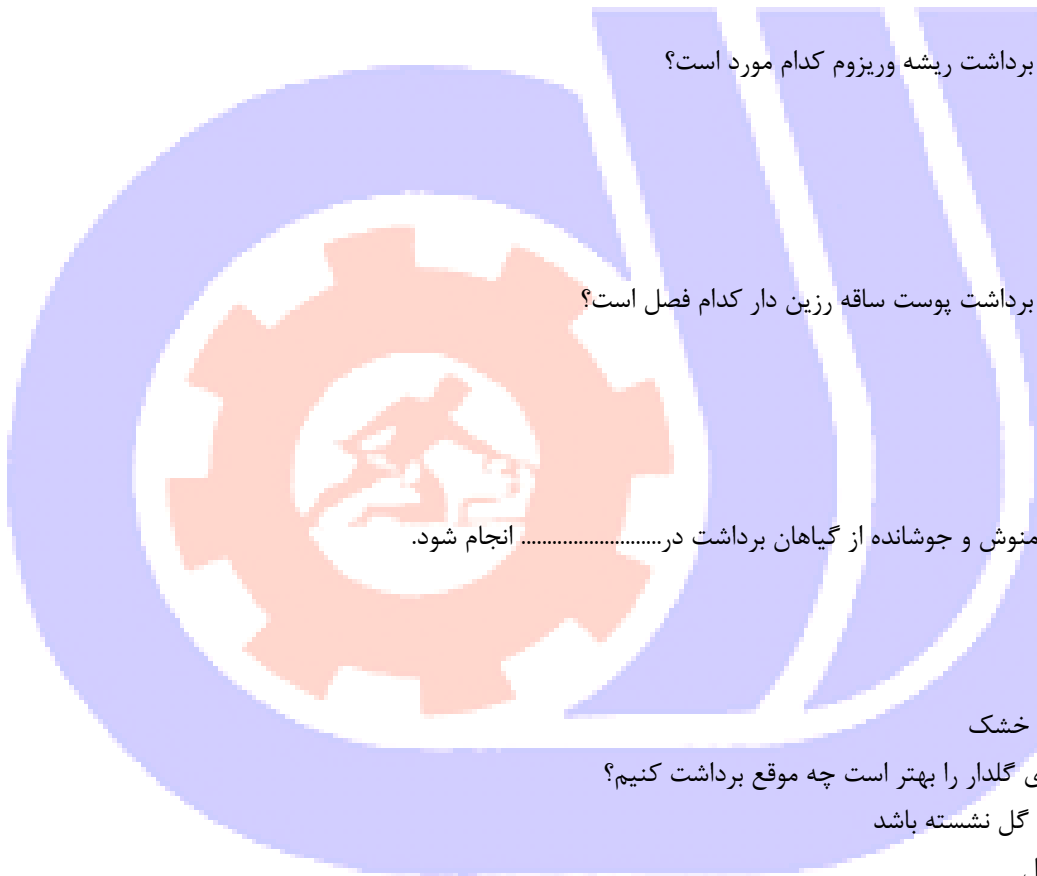 برداشت ریشه وریزوم کدام مورد است؟
برداشت پوست ساقه رزین دار کدام فصل است؟
منوش و جوشانده از گیاهان برداشت در.......................... انجام شود.
خشک
ی گلدار را بهتر است چه موقع برداشت کنیم؟
گل نشسته باشد